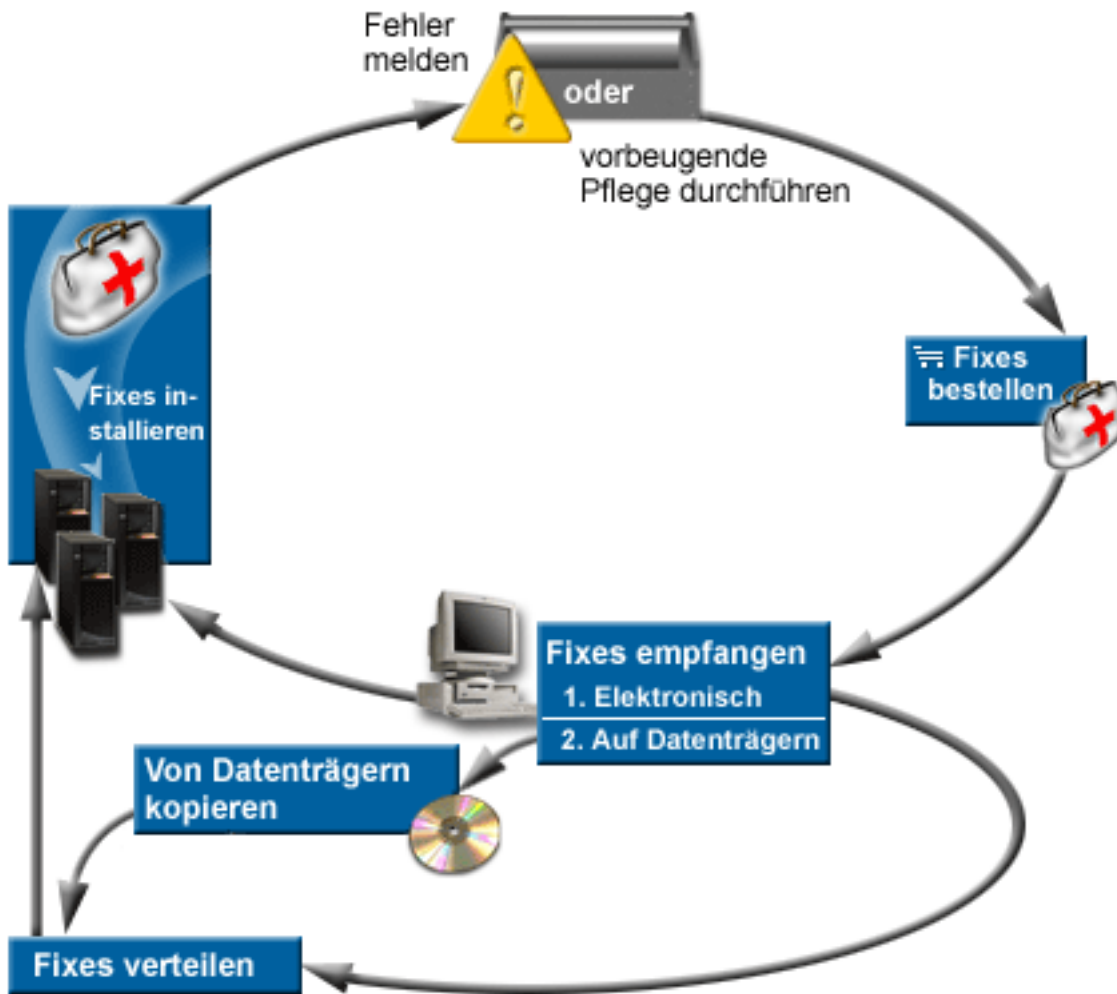 Fehler
melden
oder
vorbeugende
Pflege durchführen
Fixes
bestellen
Fixes in-
stallieren
Fixes empfangen
1. Elektronisch
2. Auf Datenträgern
Von Datenträgern
kopieren
Fixes verteilen